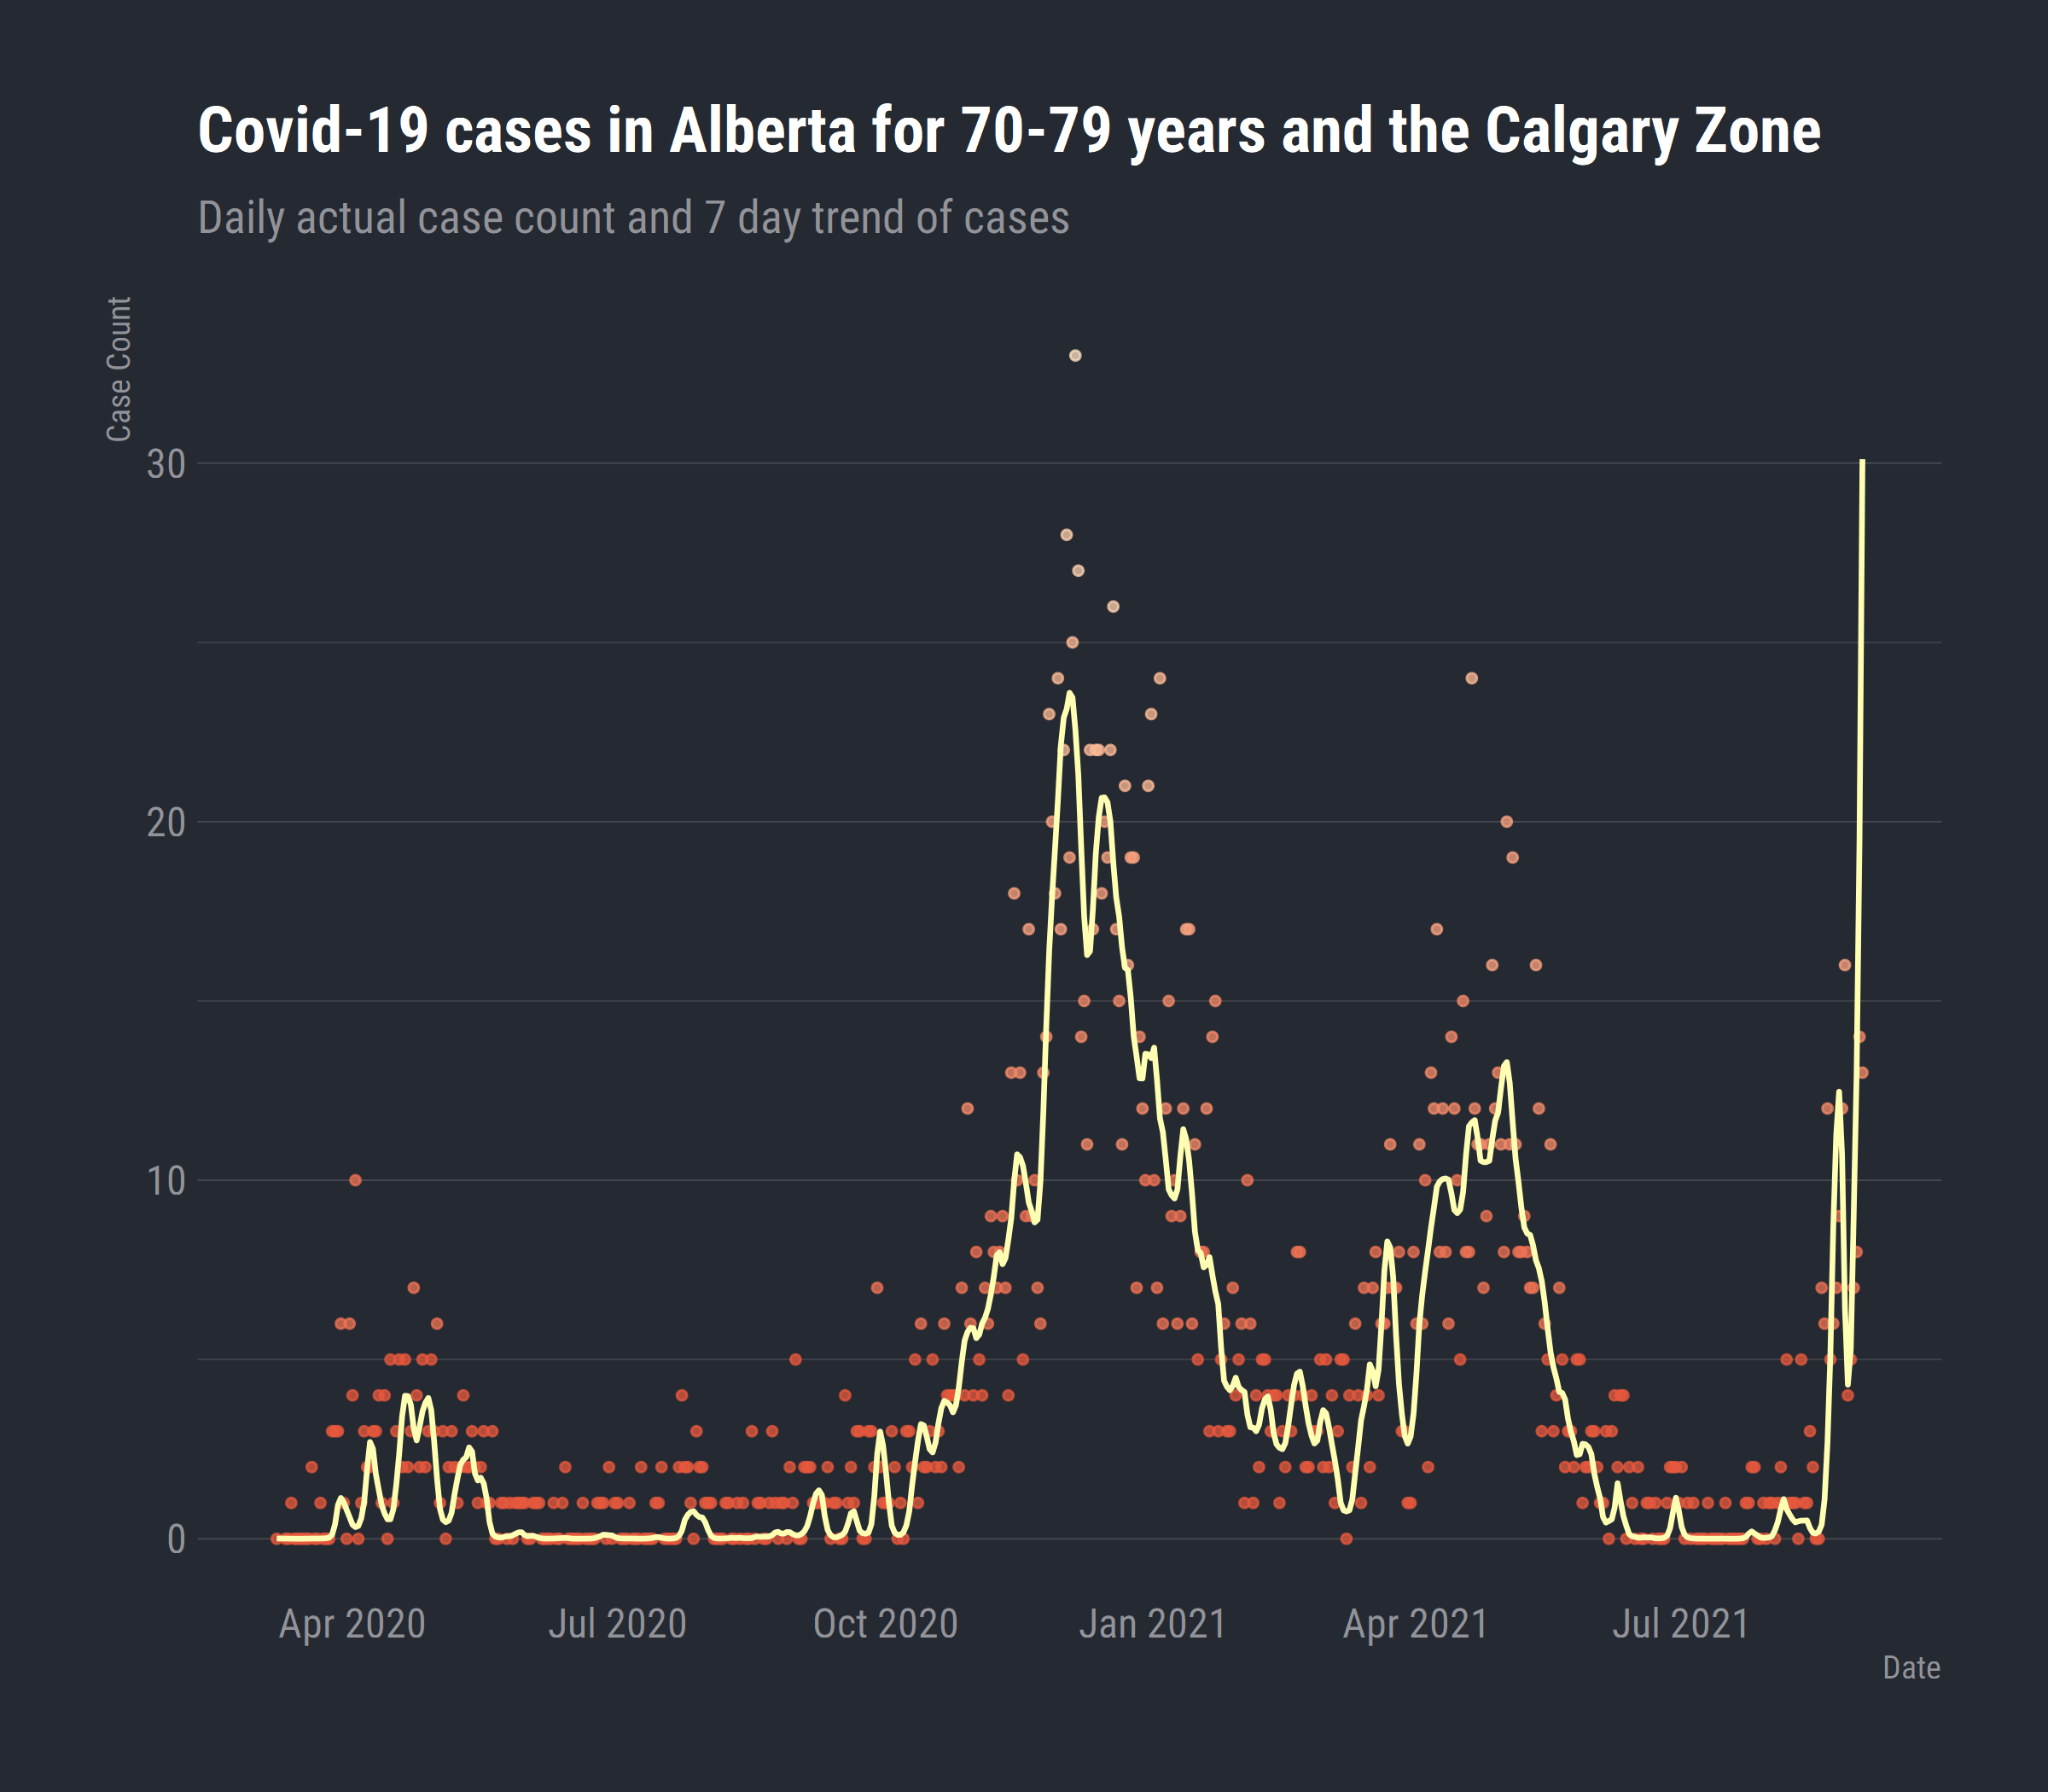 Covid-19 cases in Alberta for 70-79 years and the Calgary Zone
Daily actual case count and 7 day trend of cases
Case Count
30
20
10
0
Apr 2020
Jul 2020
Oct 2020
Jan 2021
Apr 2021
Jul 2021
Date